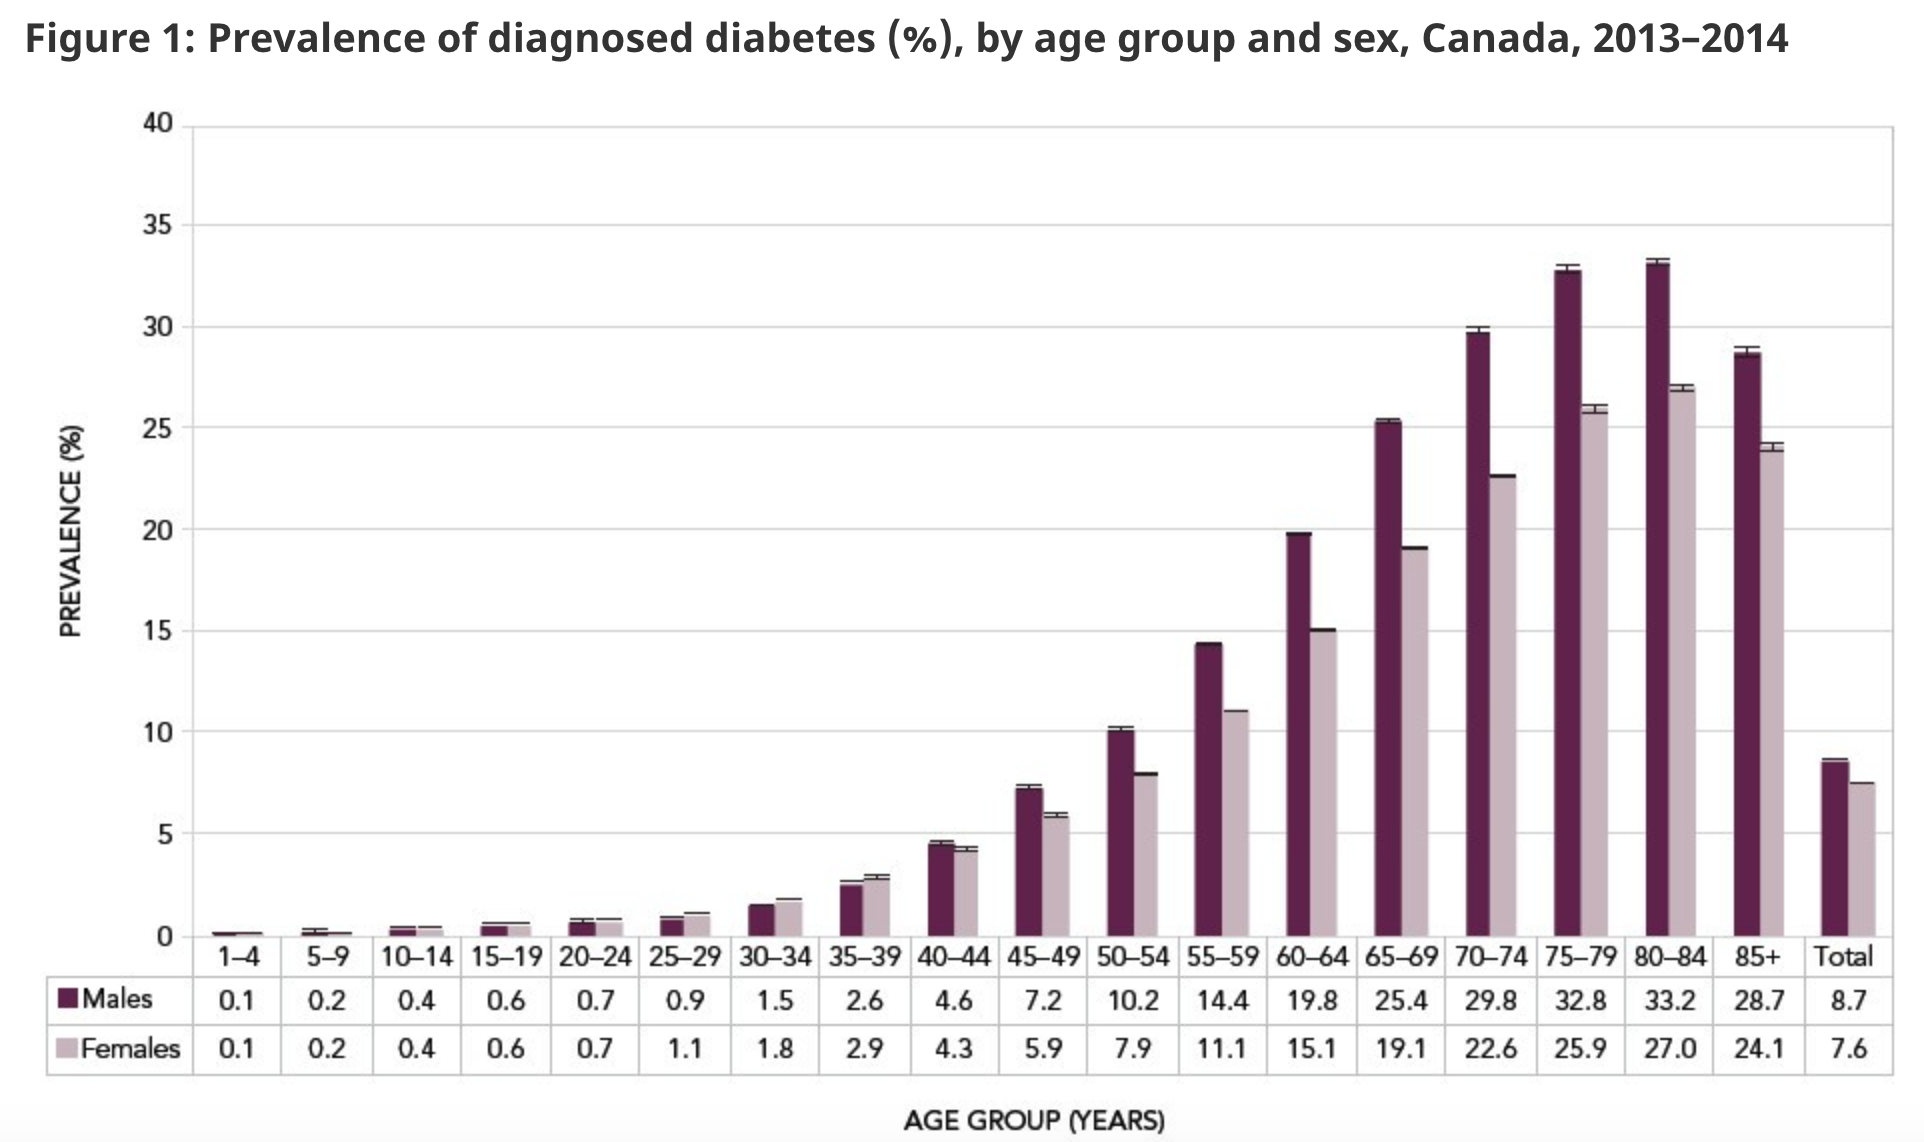 Figure 1: Prevalence of diagnosed diabetes (%), by age group and sex, Canada, 2013–2014
40
35
30
25
20
15
10
5
0
PREVALENCE (%)
1–4 5–9 10–14 15–19 20–24 25–29 30–34 35–39 40–44 45–49 50–54 55–59 60–64 65–69 70–74 75–79 80–84 85+ Total
Males 0.1 0.2 0.4 0.6 0.7 0.9 1.5 2.6 4.6 7.2 10.2 14.4 19.8 25.4 29.8 32.8 33.2 28.7 8.7
Females 0.1 0.2 0.4 0.6 0.7 1.1 1.8 2.9 4.3 5.9 7.9 11.1 15.1 19.1 22.6 25.9 27.0 24.1 7.6
AGE GROUP (YEARS)